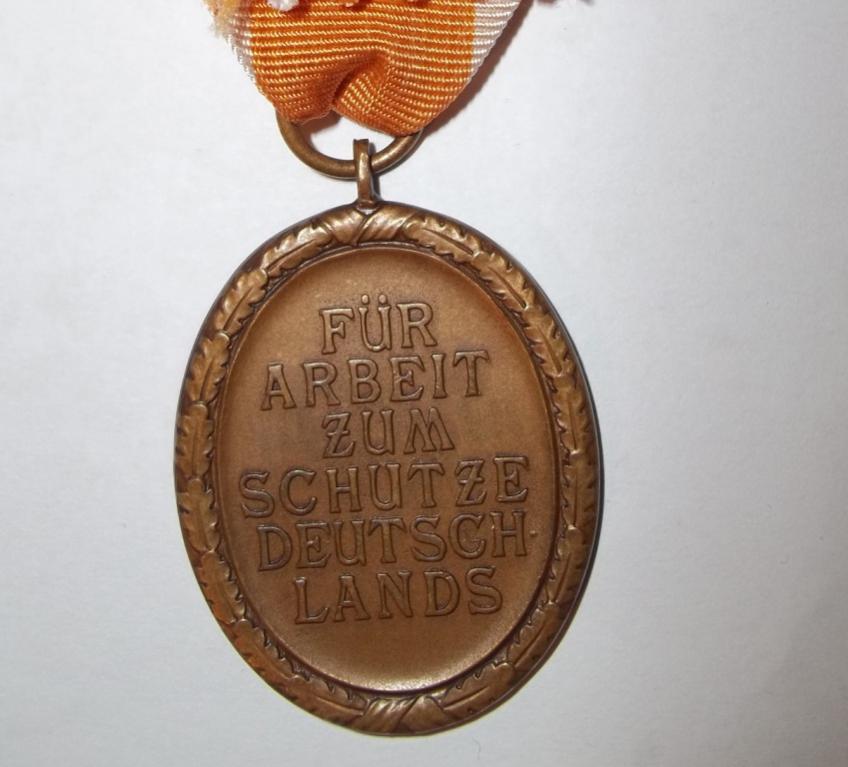 FÜR
ARBEIT
ZUM
SCHUTZE
DEUTSCH
LANDS